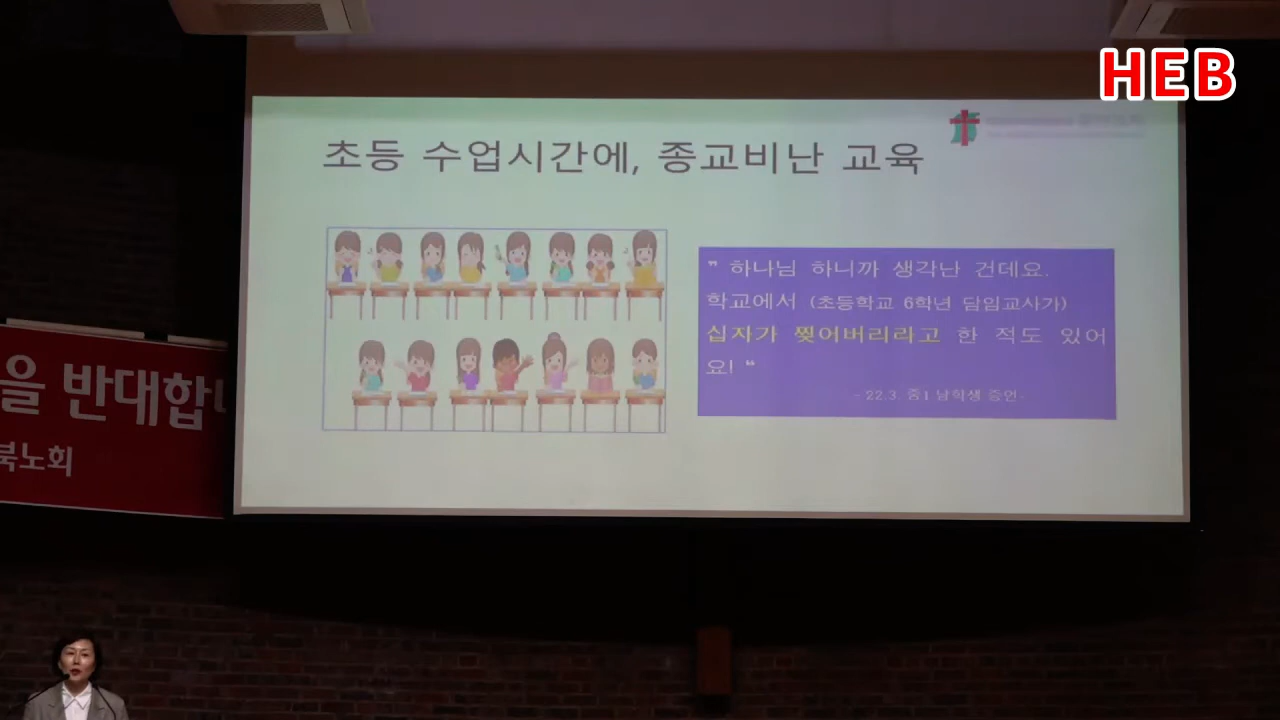 HEB
초등 수업시간에, 종교비난 교육
" 하나님 하니까 생각난 건데요.
학교에서 (초등학교 6학년 담임교사가)
십자가 찢어버리라고 한 적도 있어
요! “
- 22.3. 중1 남학생 증언-
을 반대합니
북노회